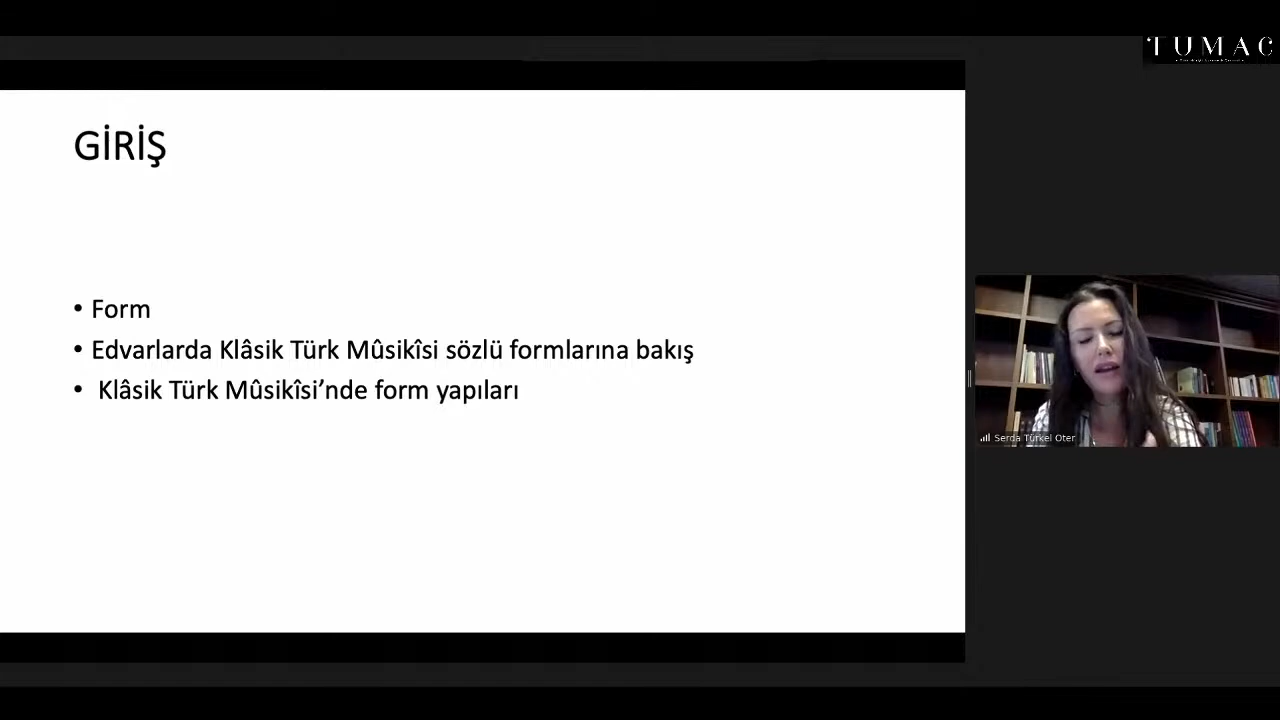 TUMAC
GİRİŞ
• Form
• Edvarlarda Klâsik Türk Mûsikîsi sözlü formlarına bakış
• Klâsik Türk Mûsikîsi’nde form yapıları
Serda Türkel Oter